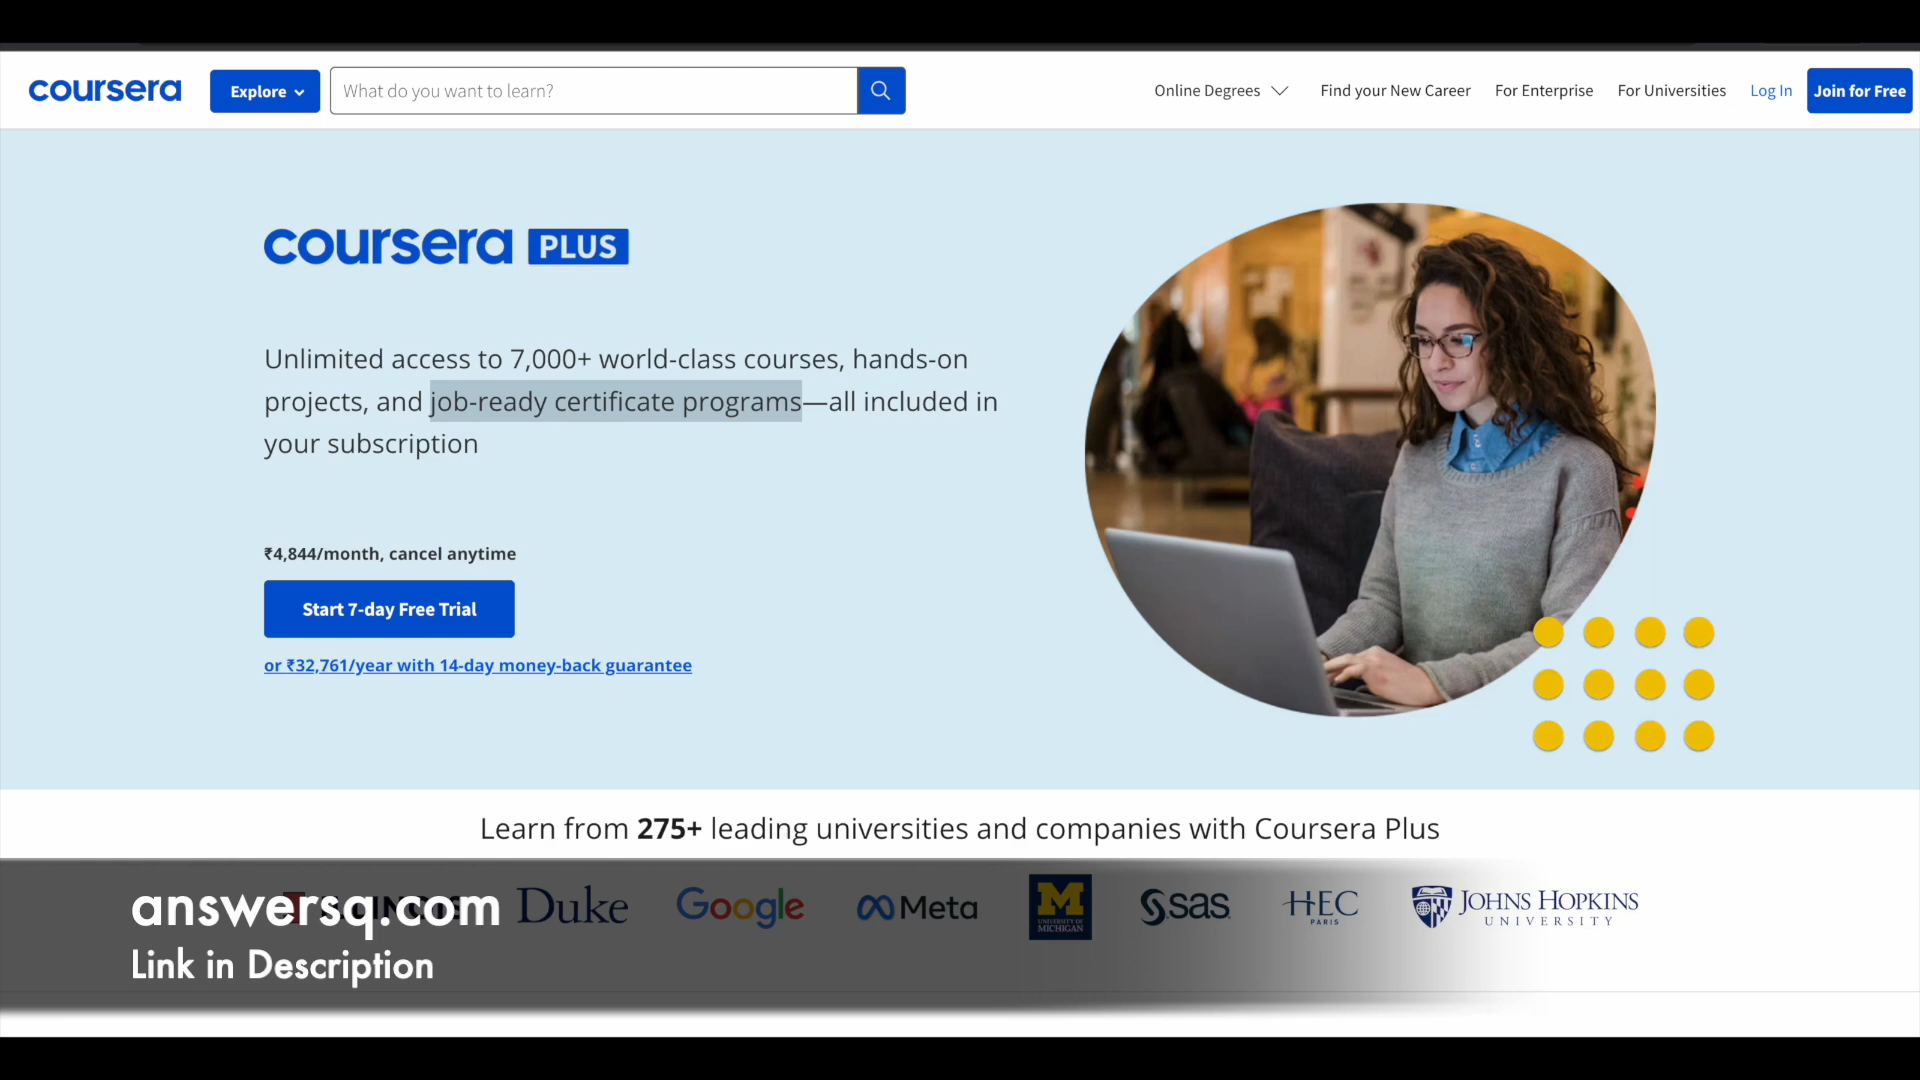 coursera
Explore
What do you want to learn?
Online Degrees
Find your New Career
For Enterprise
For Universities
Log In
Join for Free
coursera PLUS
Unlimited access to 7,000+ world-class courses, hands-on
projects, and job-ready certificate programs—all included in
your subscription
₹4,844/month, cancel anytime
Start 7-day Free Trial
or ₹32,761/year with 14-day money-back guarantee
Learn from 275+ leading universities and companies with Coursera Plus
answersq.com
Link in Description
Duke
Google
Meta
M
UNIVERSITY OF
MICHIGAN
sas
HEC
PARIS
JOHNS HOPKINS
UNIVERSITY